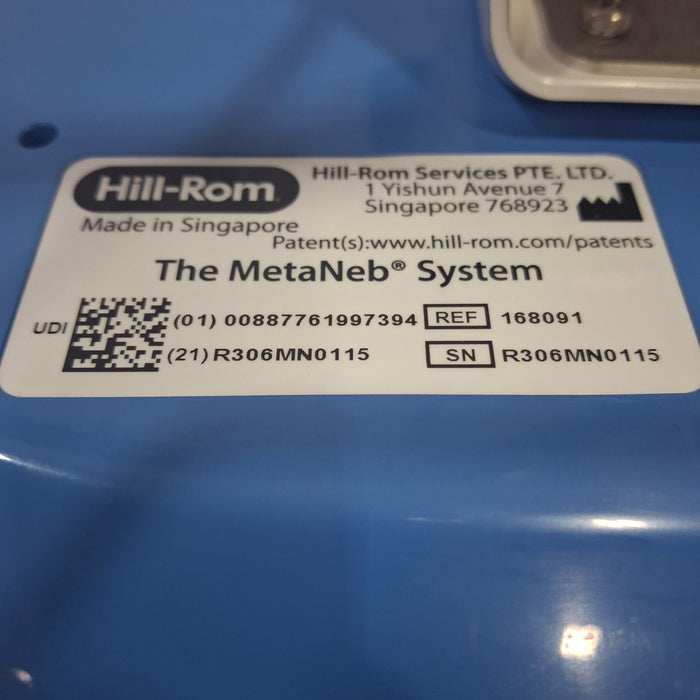 Hill-Rom
Hill-Rom Services PTE. LTD.
1 Yishun Avenue 7
Singapore 768923
Made in Singapore
Patent(s):www.hill-rom.com/patents
The MetaNeb® System
UDI (01) 00887761997394 REF 168091
(21) R306MN0115 SN R306MN0115